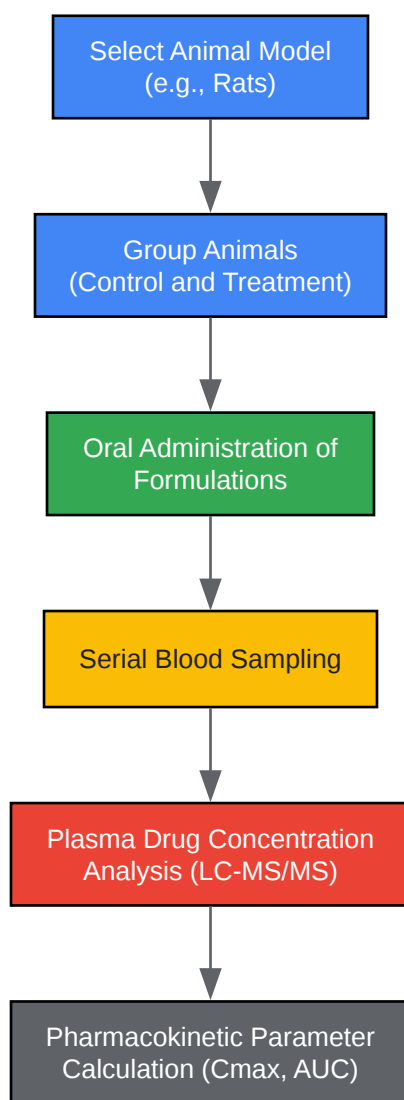 Select Animal Model
(e.g., Rats)
Group Animals
(Control and Treatment)
Oral Administration of
Formulations
Serial Blood Sampling
Plasma Drug Concentration
Analysis (LC-MS/MS)
Pharmacokinetic Parameter
Calculation (Cmax, AUC)